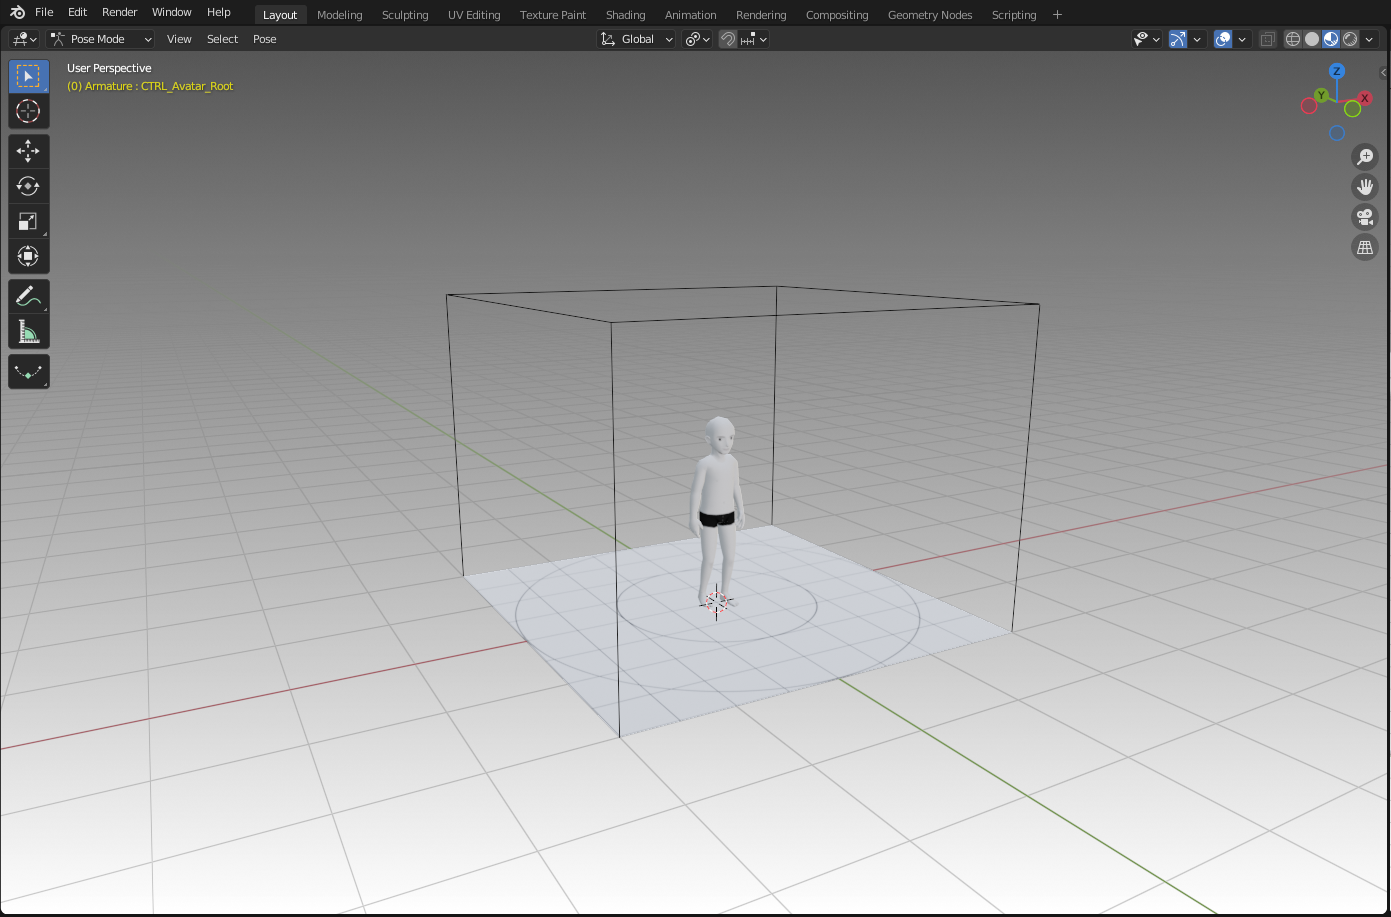 File Edit Render Window Help Layout Modeling Sculpting UV Editing Texture Paint Shading Animation Rendering Compositing Geometry Nodes Scripting +
Pose Mode View Select Pose Global
User Perspective
(0) Armature : CTRL_Avatar_Root
Z
Y X